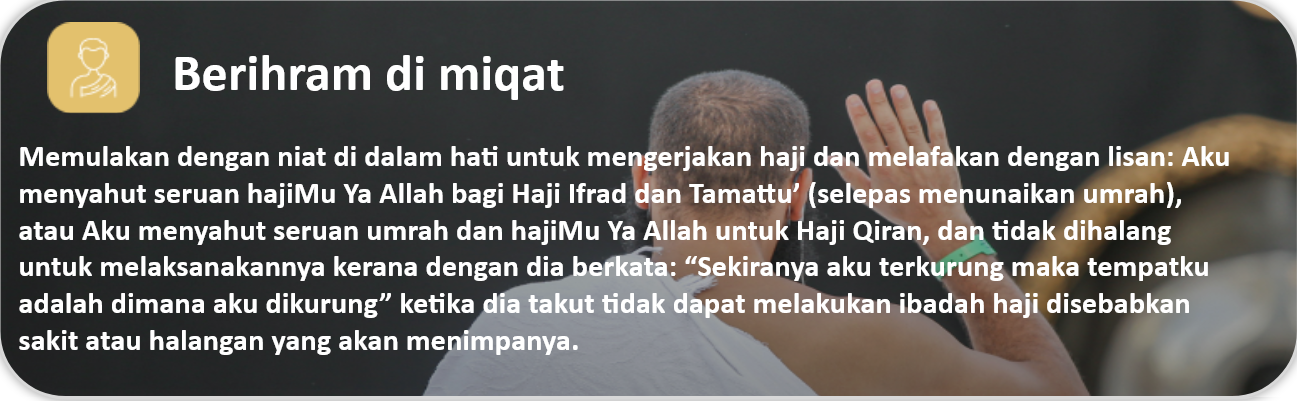 Berihram di miqat
Memulakan dengan niat di dalam hati untuk mengerjakan haji dan melafakan dengan lisan: Aku
menyahut seruan hajiMu Ya Allah bagi Haji Ifrad dan Tamattu’ (selepas menunaikan umrah),
atau Aku menyahut seruan umrah dan hajiMu Ya Allah untuk Haji Qiran, dan tidak dihalang
untuk melaksanakannya kerana dengan dia berkata: “Sekiranya aku terkurung maka tempatku
adalah dimana aku dikurung” ketika dia takut tidak dapat melakukan ibadah haji disebabkan
sakit atau halangan yang akan menimpanya.